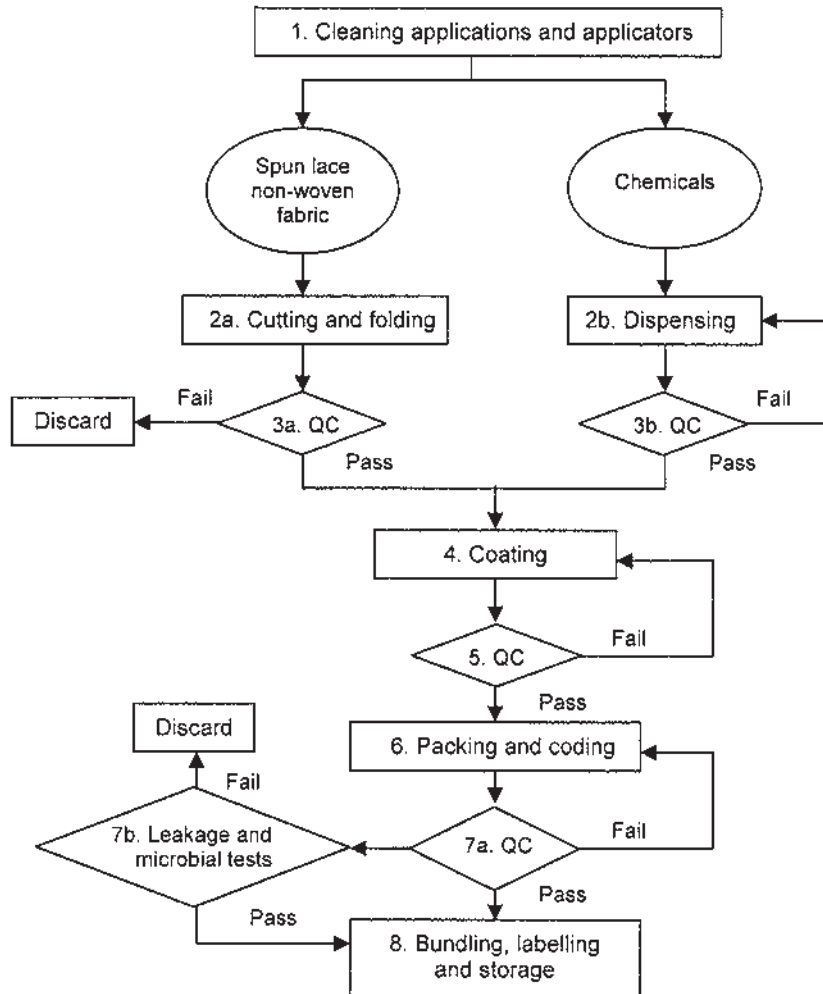 1. Cleaning applications and applicators
Spun lace
non-woven
fabric
Chemicals
2a. Cutting and folding
2b. Dispensing
Discard
Fail
3a. QC
3b. QC
Fail
Pass
Pass
4. Coating
5. QC
Fail
Pass
Discard
6. Packing and coding
Fail
7b. Leakage and
microbial tests
7a. QC
Fail
Pass
Pass
8. Bundling, labelling
and storage